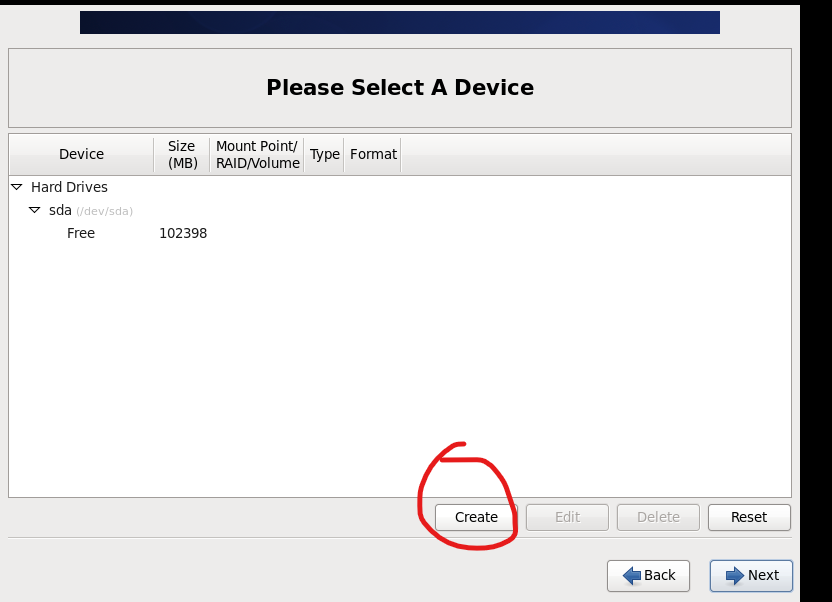 Please Select A Device
Device Size (MB) Mount Point/ RAID/Volume Type Format
Hard Drives
sda (/dev/sda)
Free 102398
Create Edit Delete Reset
Back Next